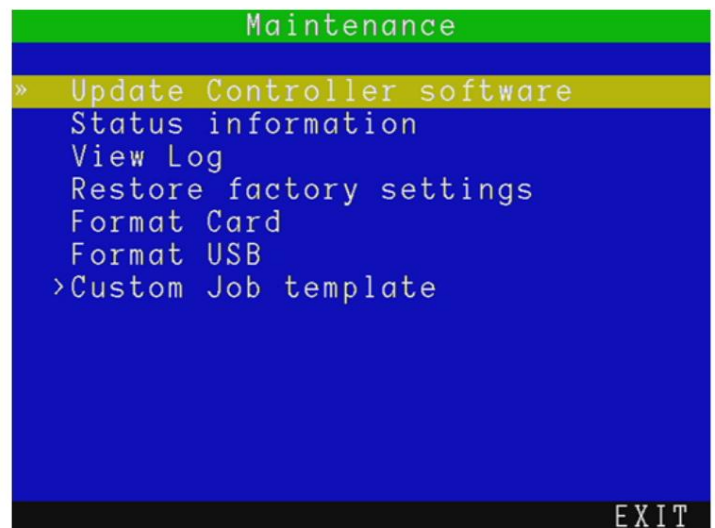 Maintenance
» Update Controller software
Status information
View Log
Restore factory settings
Format Card
Format USB
>Custom Job template
EXIT